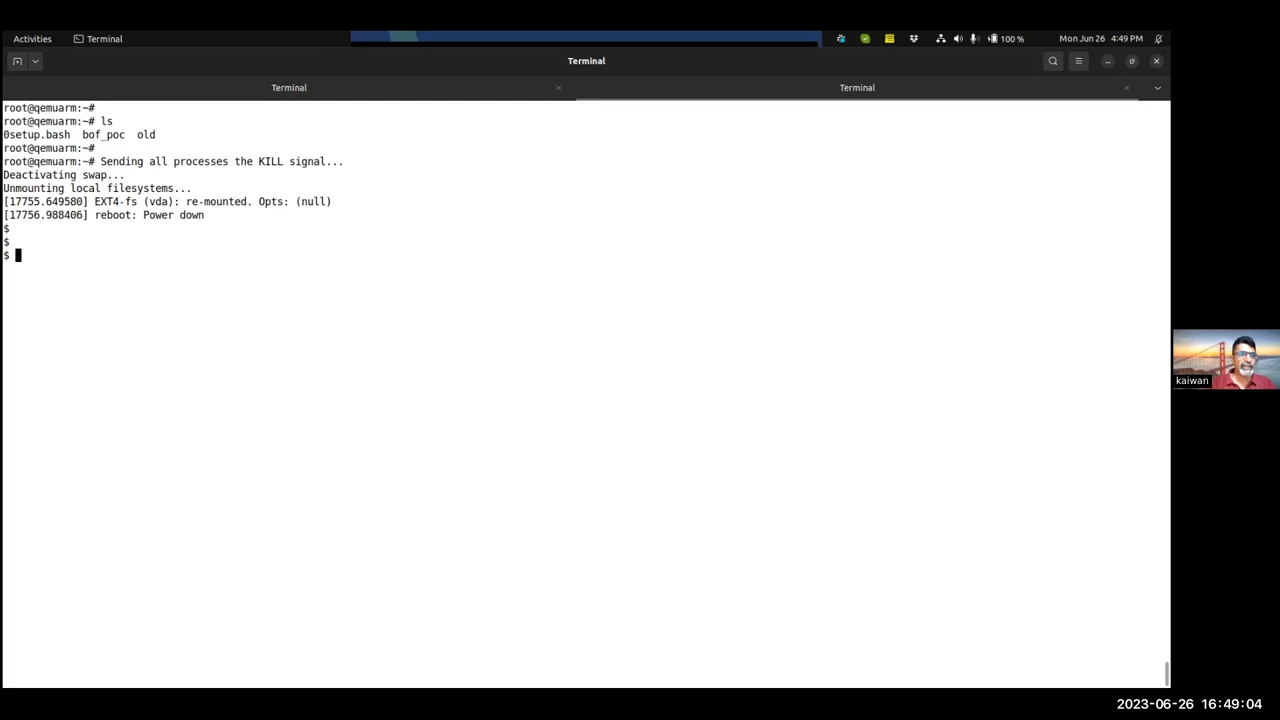 Activities Terminal 100 % Mon Jun 26 4:49 PM
Terminal
Terminal Terminal
root@qemuarm:~#
root@qemuarm:~# ls
0setup.bash bof_poc old
root@qemuarm:~#
root@qemuarm:~# Sending all processes the KILL signal...
Deactivating swap...
Unmounting local filesystems...
[17755.649580] EXT4-fs (vda): re-mounted. Opts: (null)
[17756.988406] reboot: Power down
$
$
$
kaiwan
2023-06-26 16:49:04